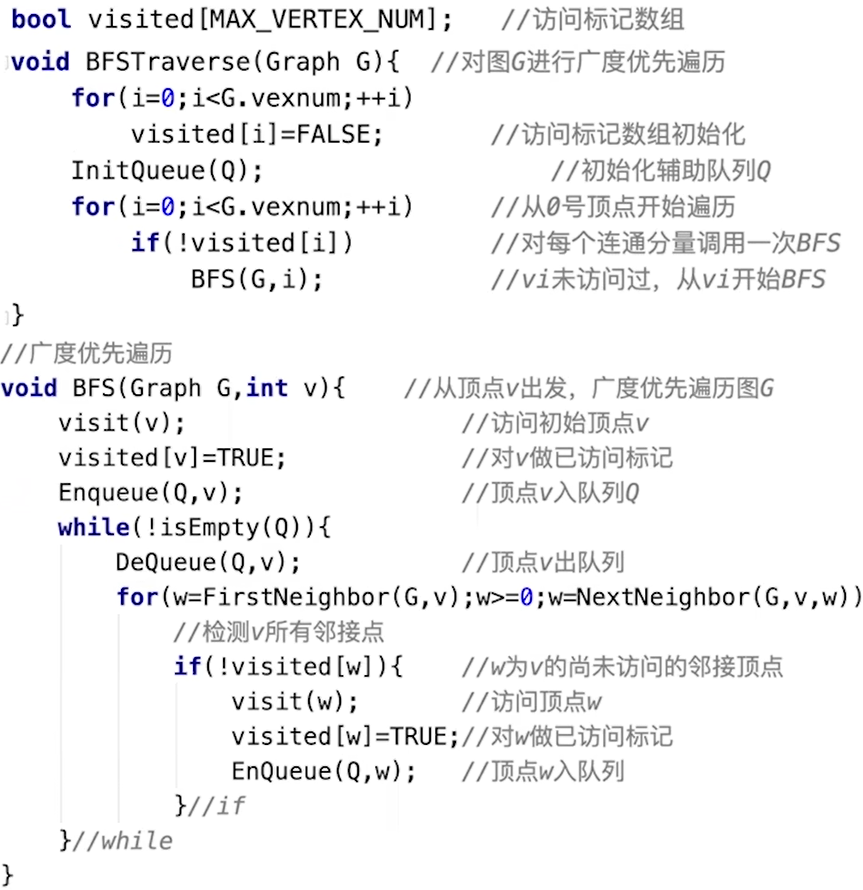 bool visited[MAX_VERTEX_NUM];   //访问标记数组
void BFSTraverse(Graph G){  //对图G进行广度优先遍历
    for(i=0;i<G.vexnum;++i)
        visited[i]=FALSE;       //访问标记数组初始化
    InitQueue(Q);                   //初始化辅助队列Q
    for(i=0;i<G.vexnum;++i)     //从0号顶点开始遍历
        if(!visited[i])         //对每个连通分量调用一次BFS
            BFS(G,i);           //vi未访问过，从vi开始BFS
}
//广度优先遍历
void BFS(Graph G,int v){    //从顶点v出发，广度优先遍历图G
    visit(v);                   //访问初始顶点v
    visited[v]=TRUE;            //对v做已访问标记
    Enqueue(Q,v);               //顶点v入队列Q
    while(!isEmpty(Q)){
        DeQueue(Q,v);           //顶点v出队列
        for(w=FirstNeighbor(G,v);w>=0;w=NextNeighbor(G,v,w))
            //检测v所有邻接点
            if(!visited[w]){    //w为v的尚未访问的邻接顶点
                visit(w);       //访问顶点w
                visited[w]=TRUE;//对w做已访问标记
                EnQueue(Q,w);   //顶点w入队列
            }//if
    }//while
}